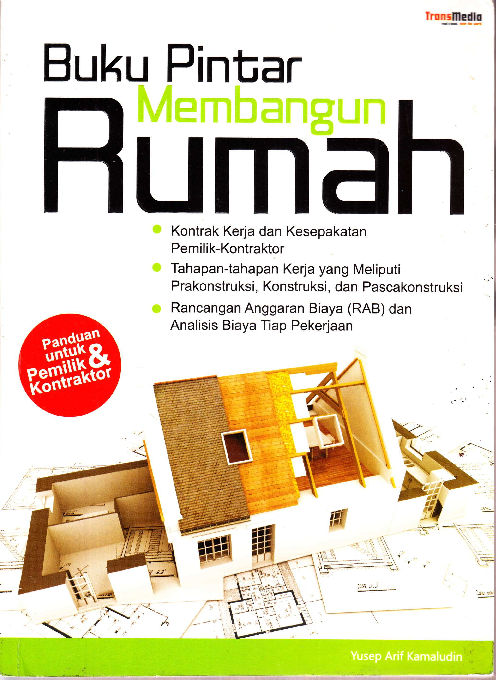 TransMedia
Buku Pintar
Membangun
Rumah
Kontrak Kerja dan Kesepakatan
Pemilik-Kontraktor
Tahapan-tahapan Kerja yang Meliputi
Prakonstruksi, Konstruksi, dan Pascakonstruksi
Rancangan Anggaran Biaya (RAB) dan
Analisis Biaya Tiap Pekerjaan
Panduan
untuk
Pemilik &
Kontraktor
Yusep Arif Kamaludin